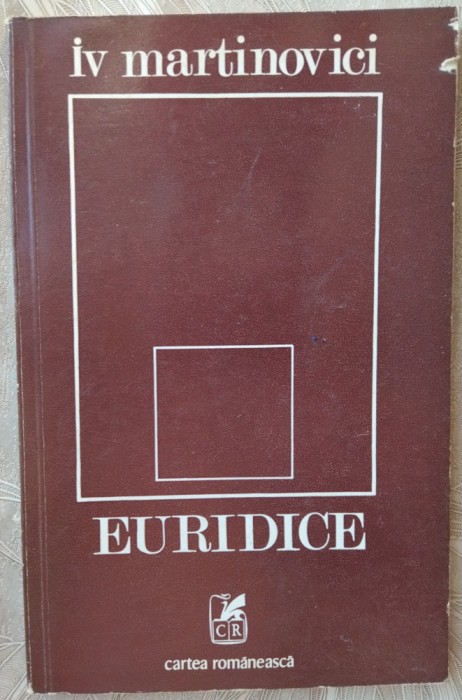 iv martinovici
EURIDICE
CR
cartea românească